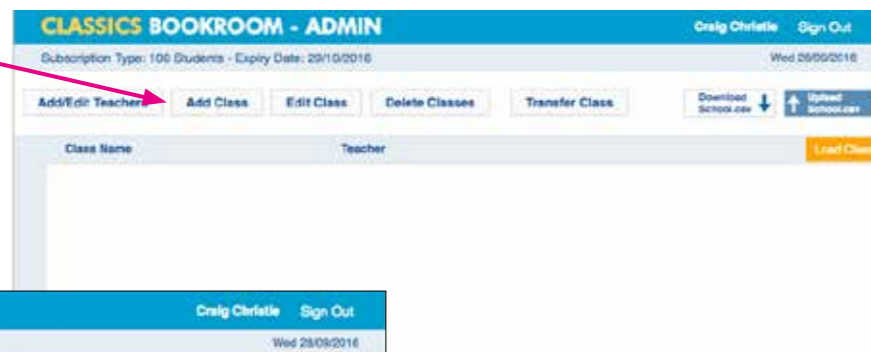 CLASSICS BOOKROOM - ADMIN Craig Christie Sign Out
Subscription Type: 100 Students - Expiry Date: 29/10/2016 Wed 28/09/2016
Add/Edit Teachers Add Class Edit Class Delete Classes Transfer Class Download School.csv Upload School.csv
Class Name Teacher Load Class
Craig Christie Sign Out
Wed 28/09/2016